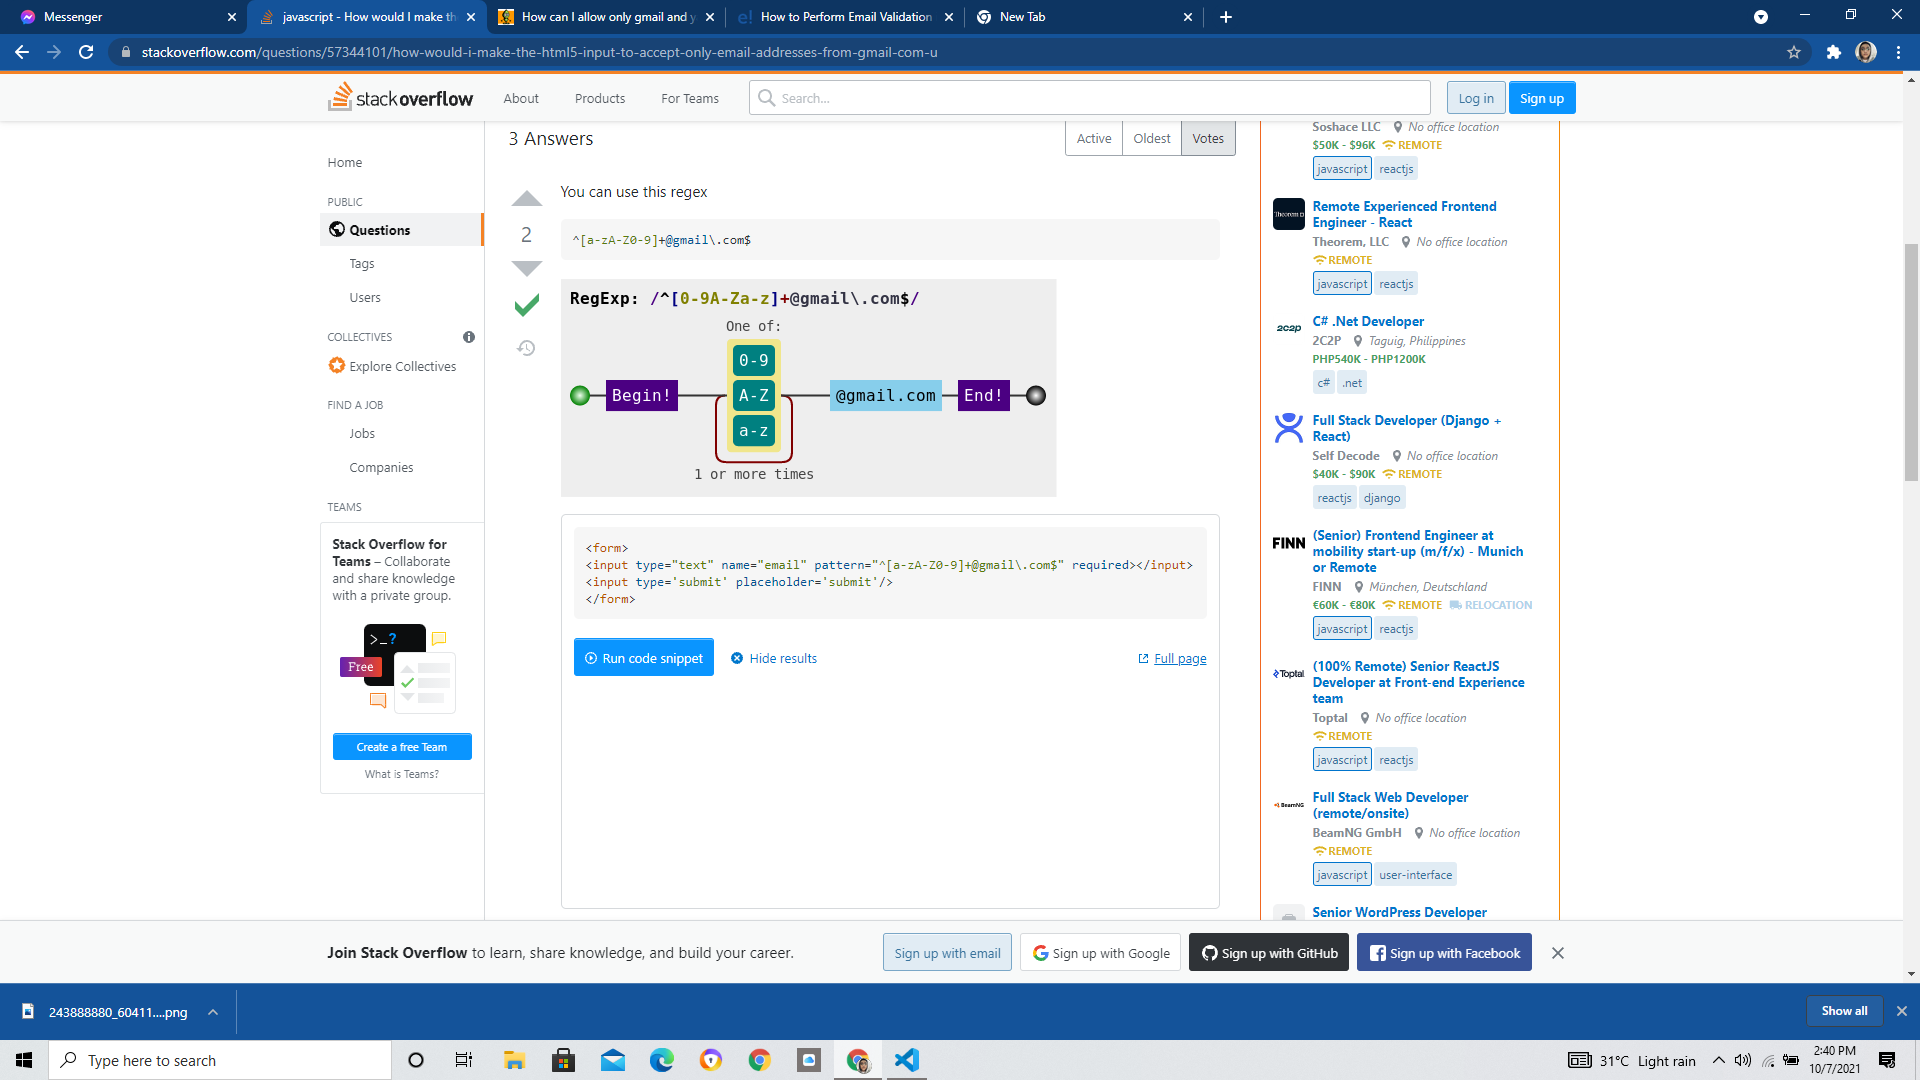 Messenger
javascript - How would I make th
How can I allow only gmail and y
How to Perform Email Validation
New Tab
stackoverflow.com/questions/57344101/how-would-i-make-the-html5-input-to-accept-only-email-addresses-from-gmail-com-u
stackoverflow
About
Products
For Teams
Search...
Log in
Sign up
Home
PUBLIC
Questions
Tags
Users
COLLECTIVES
Explore Collectives
FIND A JOB
Jobs
Companies
TEAMS
Stack Overflow for
Teams – Collaborate
and share knowledge
with a private group.
>_?
Free
Create a free Team
What is Teams?
3 Answers
Active
Oldest
Votes
2
You can use this regex
^[a-zA-Z0-9]+@gmail\.com$
RegExp: /^[0-9A-Za-z]+@gmail\.com$/
One of:
0-9
Begin!
A-Z
@gmail.com
End!
a-z
1 or more times
<form>
<input type="text" name="email" pattern="^[a-zA-Z0-9]+@gmail\.com$" required></input>
<input type='submit' placeholder='submit'/>
</form>
Run code snippet
Hide results
Full page
Soshace LLC No office location
$50K - $96K REMOTE
javascript reactjs
Theorem
Remote Experienced Frontend
Engineer - React
Theorem, LLC No office location
REMOTE
javascript reactjs
2c2p
C# .Net Developer
2C2P Taguig, Philippines
PHP540K - PHP1200K
c# .net
Full Stack Developer (Django +
React)
Self Decode No office location
$40K - $90K REMOTE
reactjs django
FINN
(Senior) Frontend Engineer at
mobility start-up (m/f/x) - Munich
or Remote
FINN München, Deutschland
€60K - €80K REMOTE RELOCATION
javascript reactjs
Toptal
(100% Remote) Senior ReactJS
Developer at Front-end Experience
team
Toptal No office location
REMOTE
javascript reactjs
BeamNG
Full Stack Web Developer
(remote/onsite)
BeamNG GmbH No office location
REMOTE
javascript user-interface
Senior WordPress Developer
Join Stack Overflow to learn, share knowledge, and build your career.
Sign up with email
Sign up with Google
Sign up with GitHub
Sign up with Facebook
243888880_60411....png
Show all
Type here to search
31°C Light rain
2:40 PM
10/7/2021